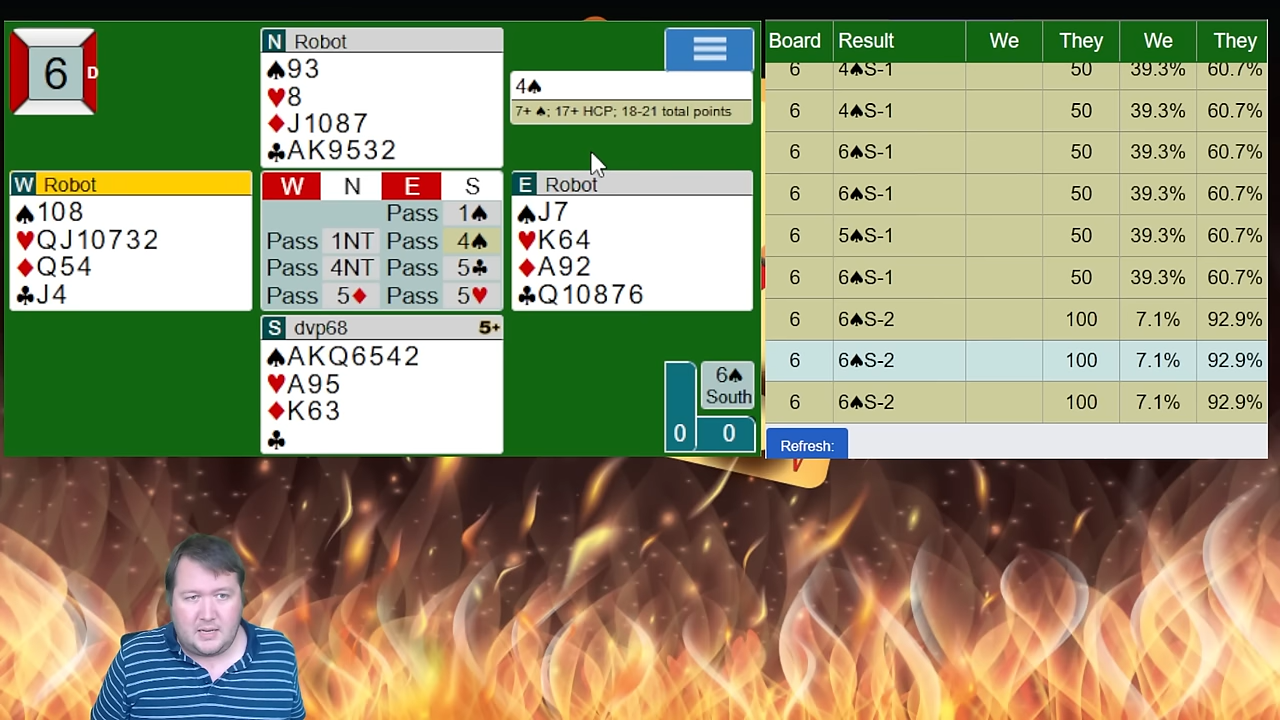 6 D
N Robot
♠93
♥8
♦J1087
♣AK9532
4♠
7+ ♠; 17+ HCP; 18-21 total points
W Robot
♠108
♥QJ10732
♦Q54
♣J4
W N E S
Pass 1♠
Pass 1NT Pass 4♠
Pass 4NT Pass 5♣
Pass 5♦ Pass 5♥
E Robot
♠J7
♥K64
♦A92
♣Q10876
S dvp68 5+
♠AKQ6542
♥A95
♦K63
♣
6♠
South
0 0
Board Result We They We They
6 4♠S-1 50 39.3% 60.7%
6 4♠S-1 50 39.3% 60.7%
6 6♠S-1 50 39.3% 60.7%
6 6♠S-1 50 39.3% 60.7%
6 5♠S-1 50 39.3% 60.7%
6 6♠S-1 50 39.3% 60.7%
6 6♠S-2 100 7.1% 92.9%
6 6♠S-2 100 7.1% 92.9%
6 6♠S-2 100 7.1% 92.9%
Refresh: